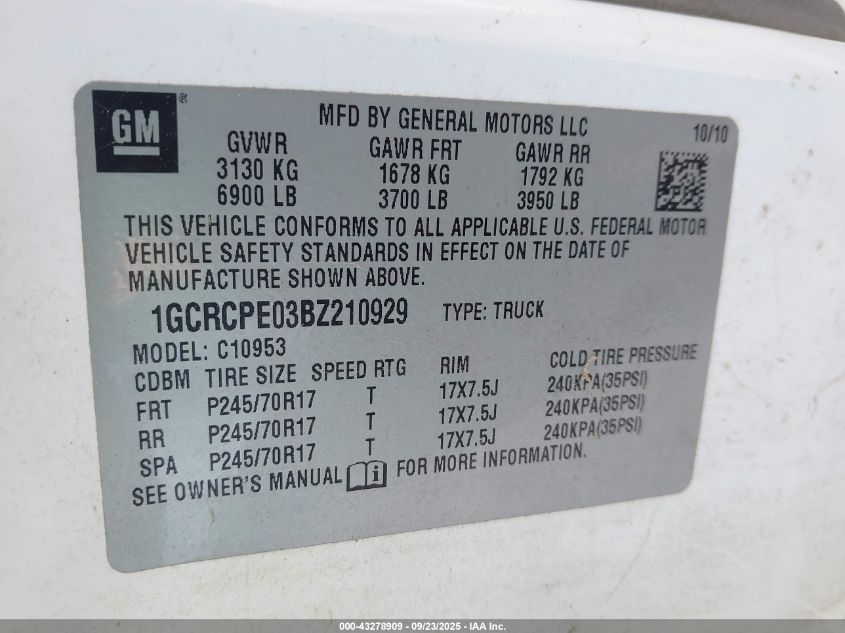 GM ®
MFD BY GENERAL MOTORS LLC
10/10
GVWR GAWR FRT GAWR RR
3130 KG 1678 KG 1792 KG
6900 LB 3700 LB 3950 LB
THIS VEHICLE CONFORMS TO ALL APPLICABLE U.S. FEDERAL MOTOR
VEHICLE SAFETY STANDARDS IN EFFECT ON THE DATE OF
MANUFACTURE SHOWN ABOVE.
1GCRCPE03BZ210929 TYPE: TRUCK
MODEL: C10953
CDBM TIRE SIZE SPEED RTG RIM COLD TIRE PRESSURE
FRT P245/70R17 T 17X7.5J 240KPA(35PSI)
RR P245/70R17 T 17X7.5J 240KPA(35PSI)
SPA P245/70R17 T 17X7.5J 240KPA(35PSI)
SEE OWNER'S MANUAL i FOR MORE INFORMATION.
000-43278909 - 09/23/2025 - IAA Inc.